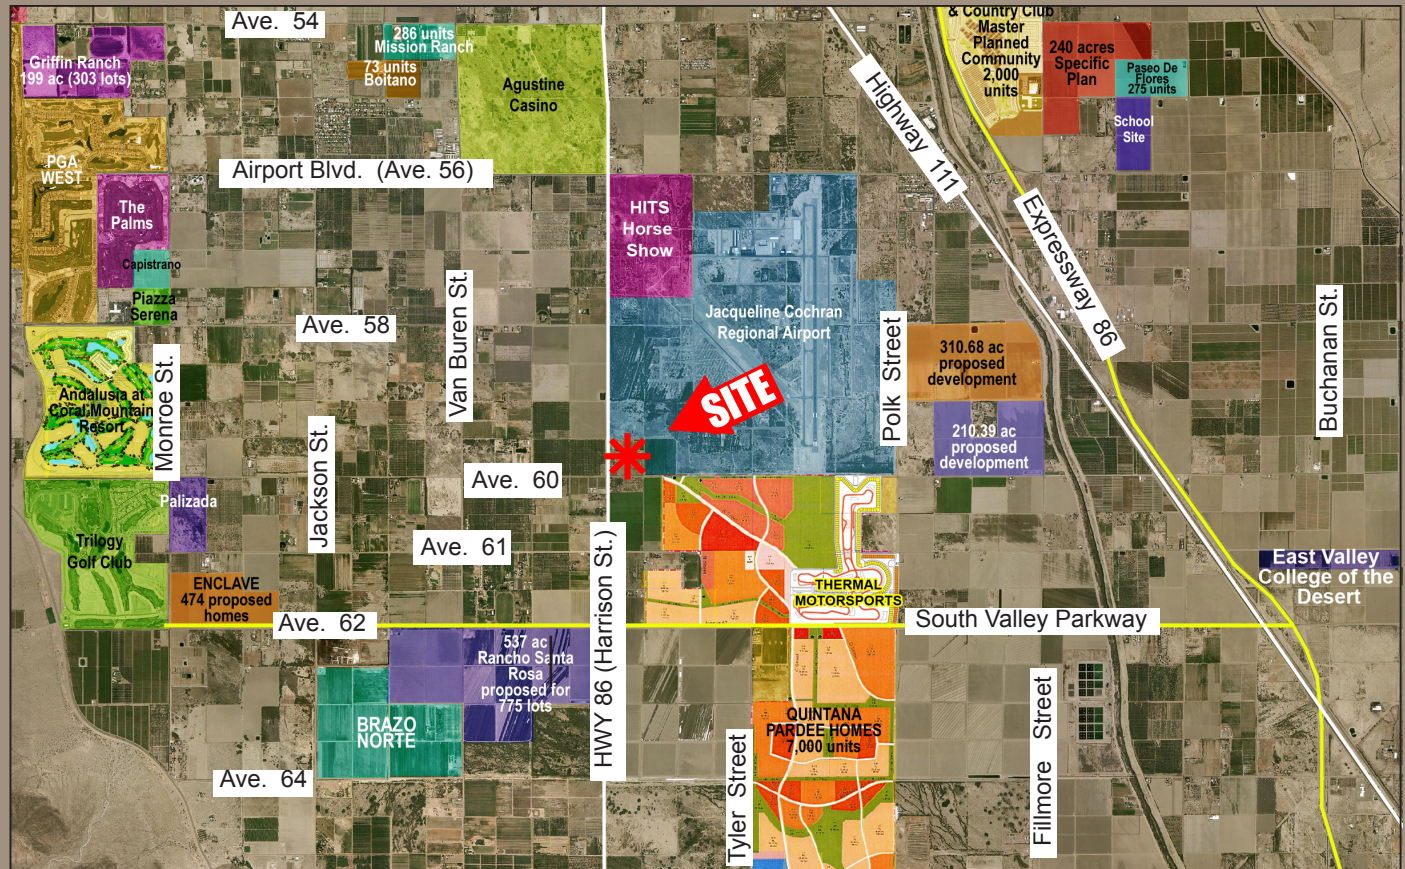 Ave. 54
286 units
Mission Ranch
73 units
Boitano
Griffin Ranch
199 ac (303 lots)
Agustine
Casino
& Country Club
Master
Planned
Community
2,000
units
240 acres
Specific
Plan
Paseo De
Flores
275 units
School
Site
Highway 111
Expressway 86
PGA
WEST
Airport Blvd. (Ave. 56)
The
Palms
HITS
Horse
Show
Capistrano
Piazza
Serena
Van Buren St.
Ave. 58
Jacqueline Cochran
Regional Airport
Polk Street
310.68 ac
proposed
development
Buchanan St.
Monroe St.
Andalusia at
Coral Mountain
Resort
SITE
Jackson St.
210.39 ac
proposed
development
Ave. 60
Palizada
Trilogy
Golf Club
Ave. 61
HWY 86 (Harrison St.)
THERMAL
MOTORSPORTS
East Valley
College of the
Desert
ENCLAVE
474 proposed
homes
Ave. 62
South Valley Parkway
537 ac
Rancho Santa
Rosa
proposed for
775 lots
BRAZO
NORTE
QUINTANA
PARDEE HOMES
7,000 units
Tyler Street
Fillmore Street
Ave. 64